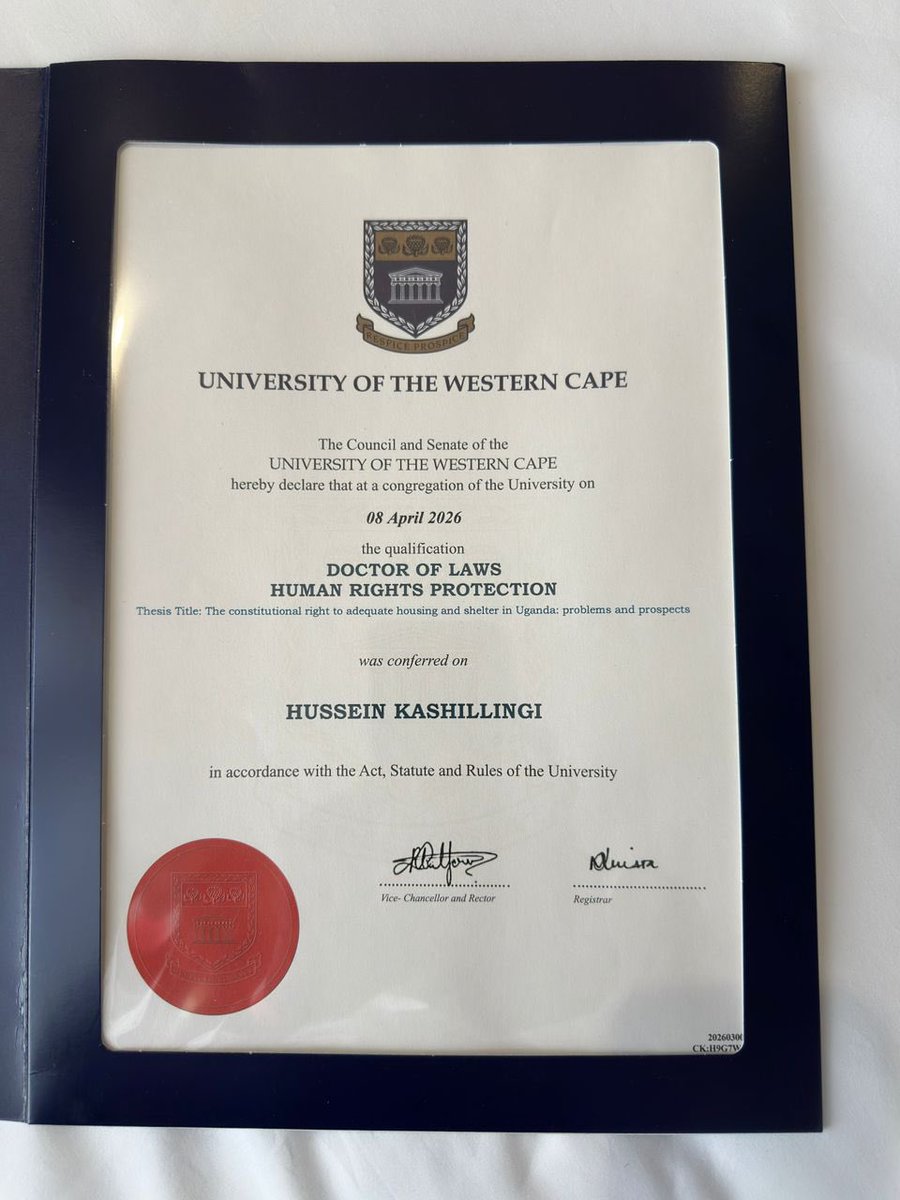 RESPICE PROSPICE
UNIVERSITY OF THE WESTERN CAPE
The Council and Senate of the
UNIVERSITY OF THE WESTERN CAPE
hereby declare that at a congregation of the University on
08 April 2026
the qualification
DOCTOR OF LAWS
HUMAN RIGHTS PROTECTION
Thesis Title: The constitutional right to adequate housing and shelter in Uganda: problems and prospects
was conferred on
HUSSEIN KASHILLINGI
in accordance with the Act, Statute and Rules of the University
Vice- Chancellor and Rector
Registrar
CK:H9G7W